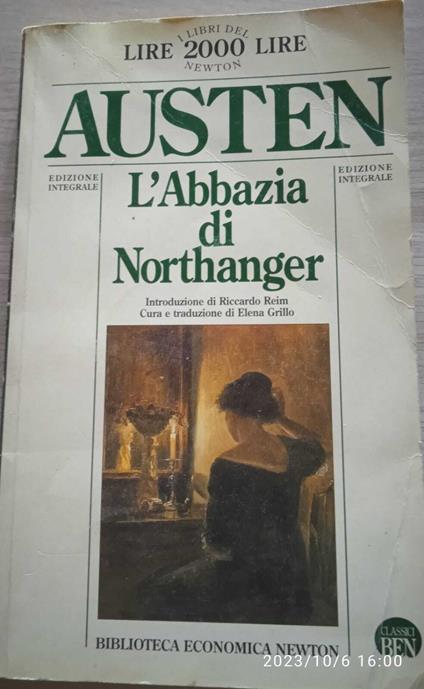 I LIBRI DEL
LIRE 2000 LIRE
NEWTON
AUSTEN
EDIZIONE
INTEGRALE
EDIZIONE
INTEGRALE
L'Abbazia
di
Northanger
Introduzione di Riccardo Reim
Cura e traduzione di Elena Grillo
BIBLIOTECA ECONOMICA NEWTON
CLASSICI
BEN
2023/10/6 16:00